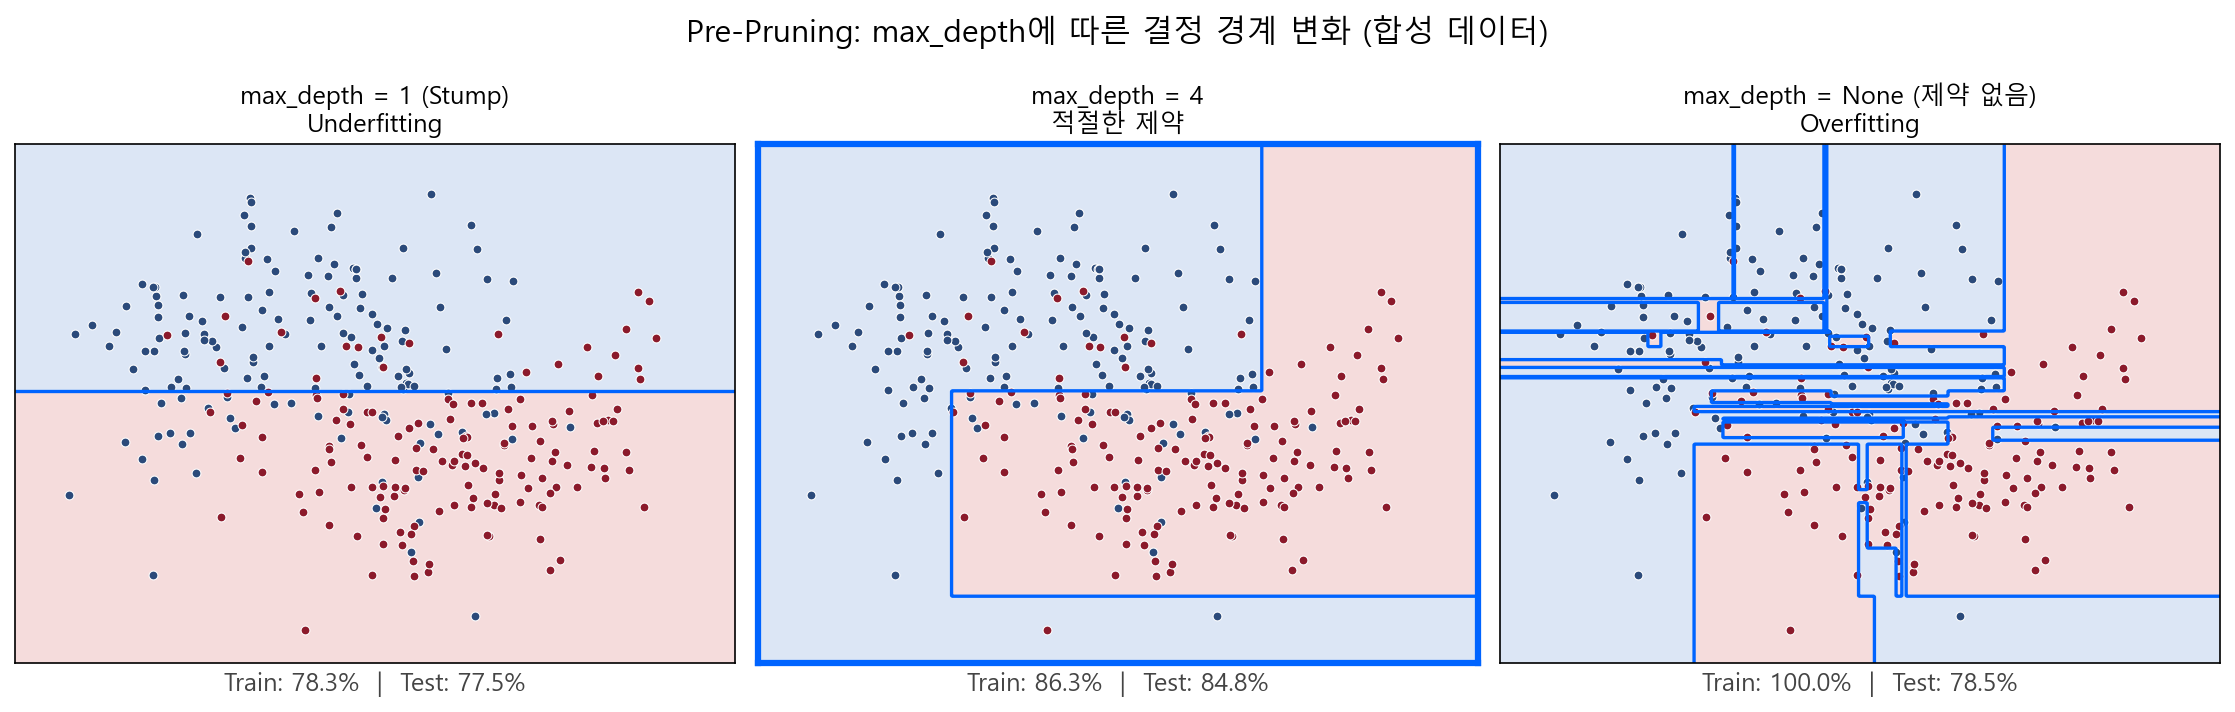 Pre-Pruning: max_depth에 따른 결정 경계 변화 (합성 데이터)
max_depth = 1 (Stump)
Underfitting
Train: 78.3%  |  Test: 77.5%
max_depth = 4
적절한 제약
Train: 86.3%  |  Test: 84.8%
max_depth = None (제약 없음)
Overfitting
Train: 100.0%  |  Test: 78.5%